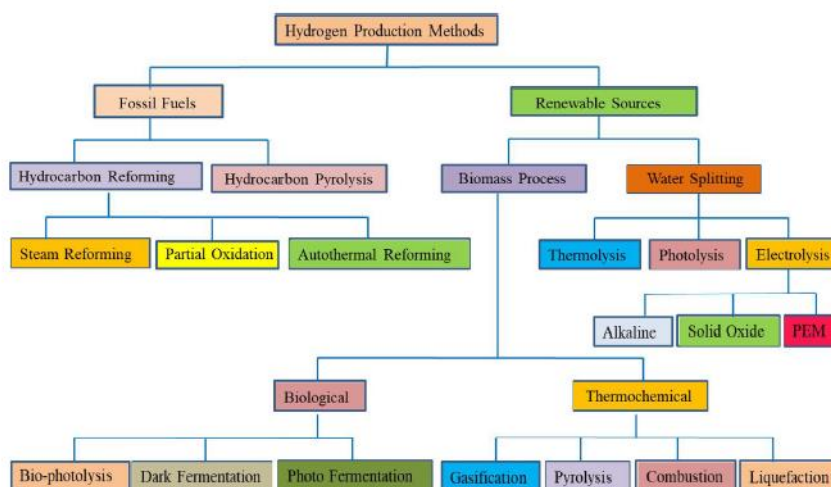 Hydrogen Production Methods
Fossil Fuels
Renewable Sources
Hydrocarbon Reforming
Hydrocarbon Pyrolysis
Biomass Process
Water Splitting
Steam Reforming
Partial Oxidation
Autothermal Reforming
Thermolysis
Photolysis
Electrolysis
Alkaline
Solid Oxide
PEM
Biological
Thermochemical
Bio-photolysis
Dark Fermentation
Photo Fermentation
Gasification
Pyrolysis
Combustion
Liquefaction